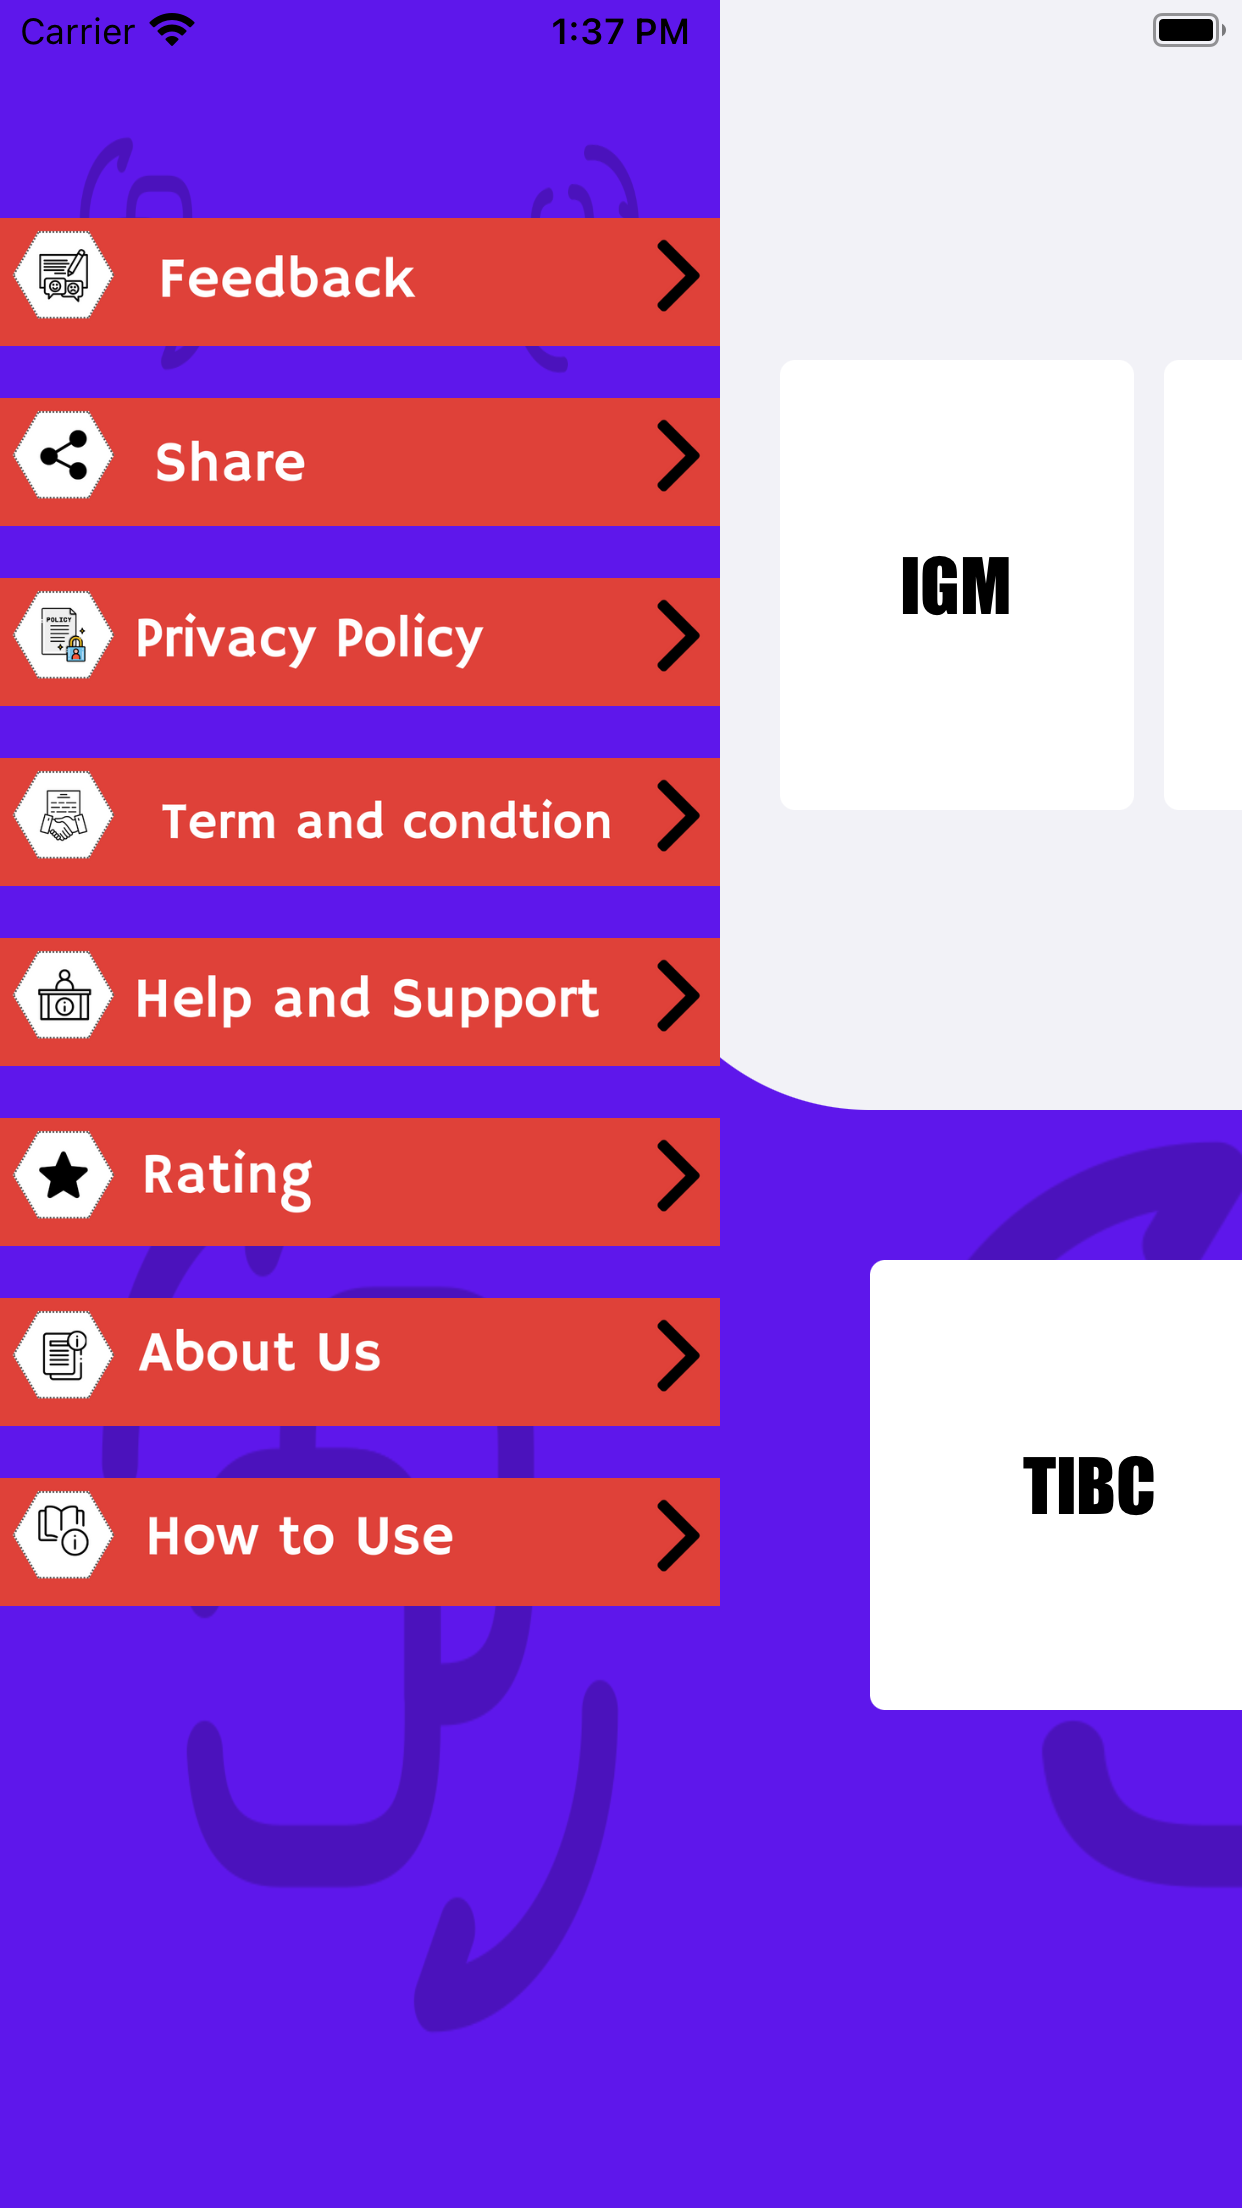 Carrier 1:37 PM
Feedback
Share
POLICY
Privacy Policy
Term and condtion
Help and Support
Rating
About Us
How to Use
IGM
TIBC